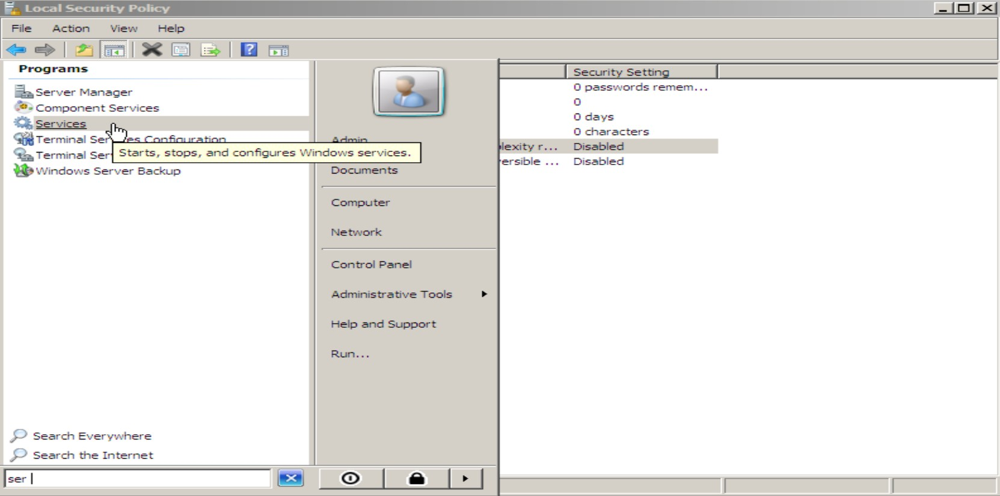 Local Security Policy
File Action View Help
Programs
Server Manager
Component Services
Services
Terminal Ser es Configuration
Terminal Ser
Starts, stops, and configures Windows services.
Windows Server Backup
Search Everywhere
Search the Internet
ser
Admin
Documents
Computer
Network
Control Panel
Administrative Tools
Help and Support
Run...
Security Setting
0 passwords remem...
0
0 days
0 characters
lexity r... Disabled
ersible ... Disabled